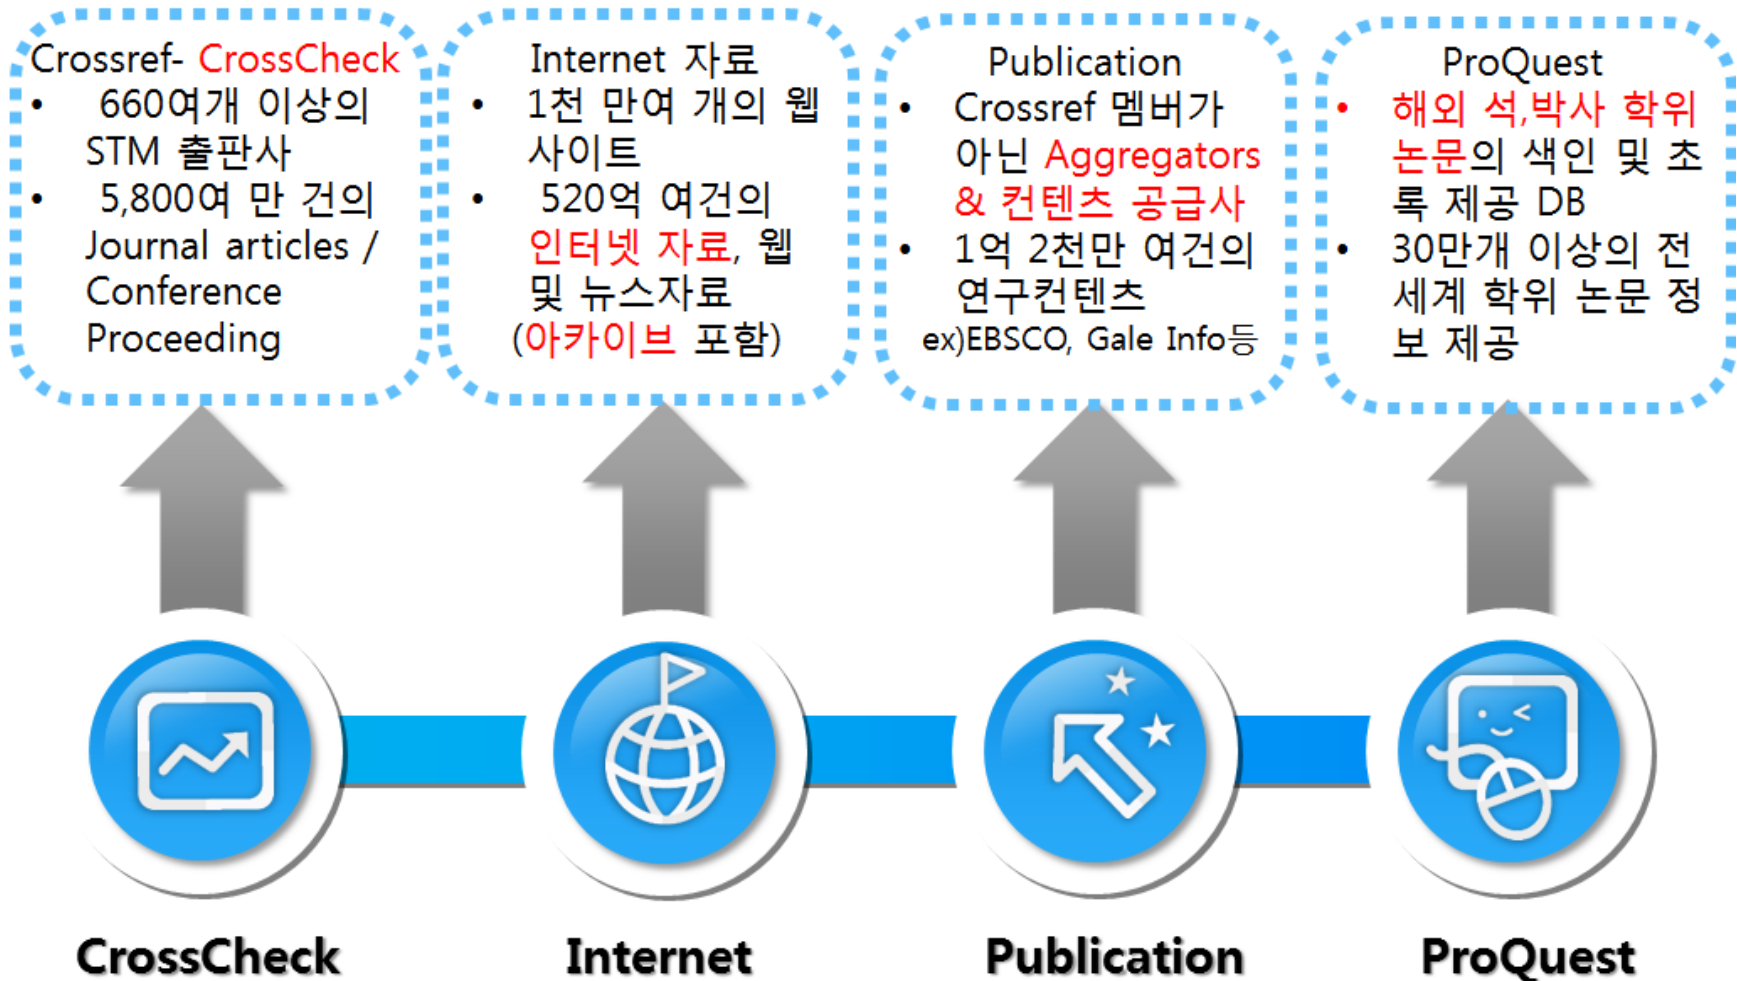 Crossref- CrossCheck
• 660여개 이상의
STM 출판사
• 5,800여 만 건의
Journal articles /
Conference
Proceeding
Internet 자료
• 1천 만여 개의 웹
사이트
• 520억 여건의
인터넷 자료, 웹
및 뉴스자료
(아카이브 포함)
Publication
• Crossref 멤버가
아닌 Aggregators
& 컨텐츠 공급사
• 1억 2천만 여건의
연구컨텐츠
ex)EBSCO, Gale Info등
ProQuest
• 해외 석,박사 학위
논문의 색인 및 초
록 제공 DB
• 30만개 이상의 전
세계 학위 논문 정
보 제공
CrossCheck
Internet
Publication
ProQuest